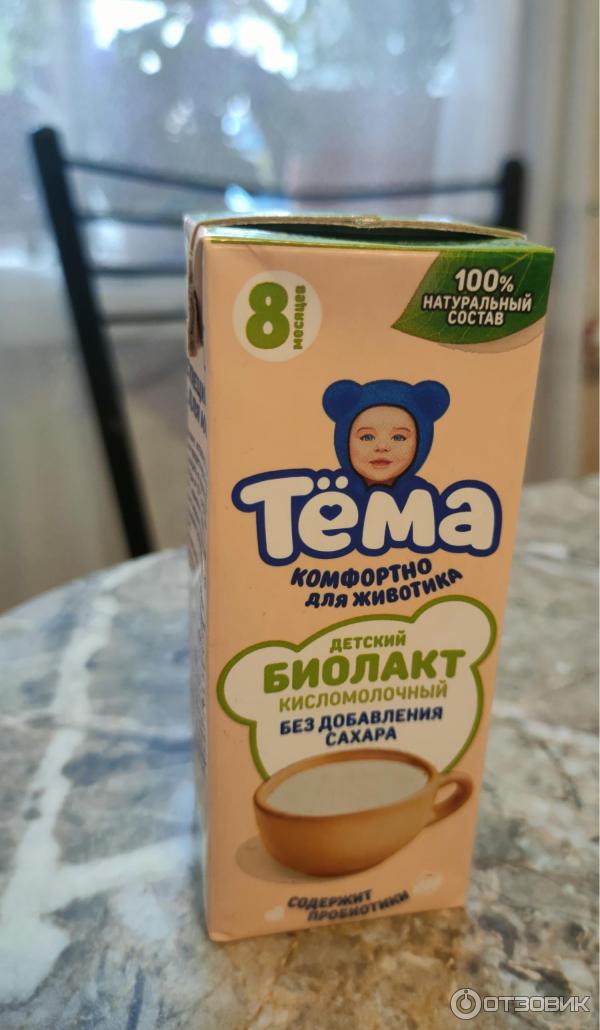 8
месяцев
100%
НАТУРАЛЬНЫЙ
СОСТАВ
Тёма
КОМФОРТНО
ДЛЯ ЖИВОТИКА
ДЕТСКИЙ
БИОЛАКТ
КИСЛОМОЛОЧНЫЙ
БЕЗ ДОБАВЛЕНИЯ
САХАРА
СОДЕРЖИТ
ПРОБИОТИКИ
ОТЗОВИК